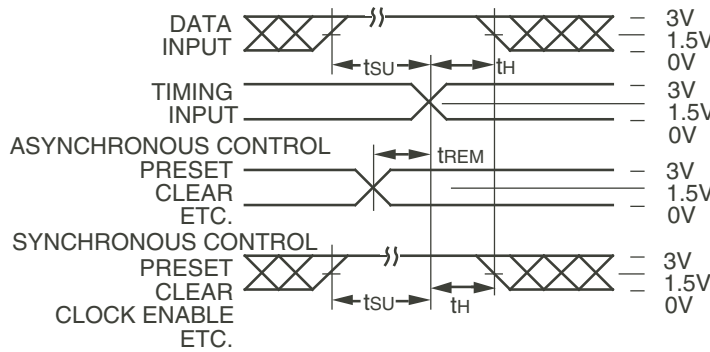 DATA
INPUT
tSU
tH
3V
1.5V
0V
TIMING
INPUT
3V
1.5V
0V
ASYNCHRONOUS CONTROL
PRESET
CLEAR
ETC.
tREM
3V
1.5V
0V
SYNCHRONOUS CONTROL
PRESET
CLEAR
CLOCK ENABLE
ETC.
tSU
tH
3V
1.5V
0V